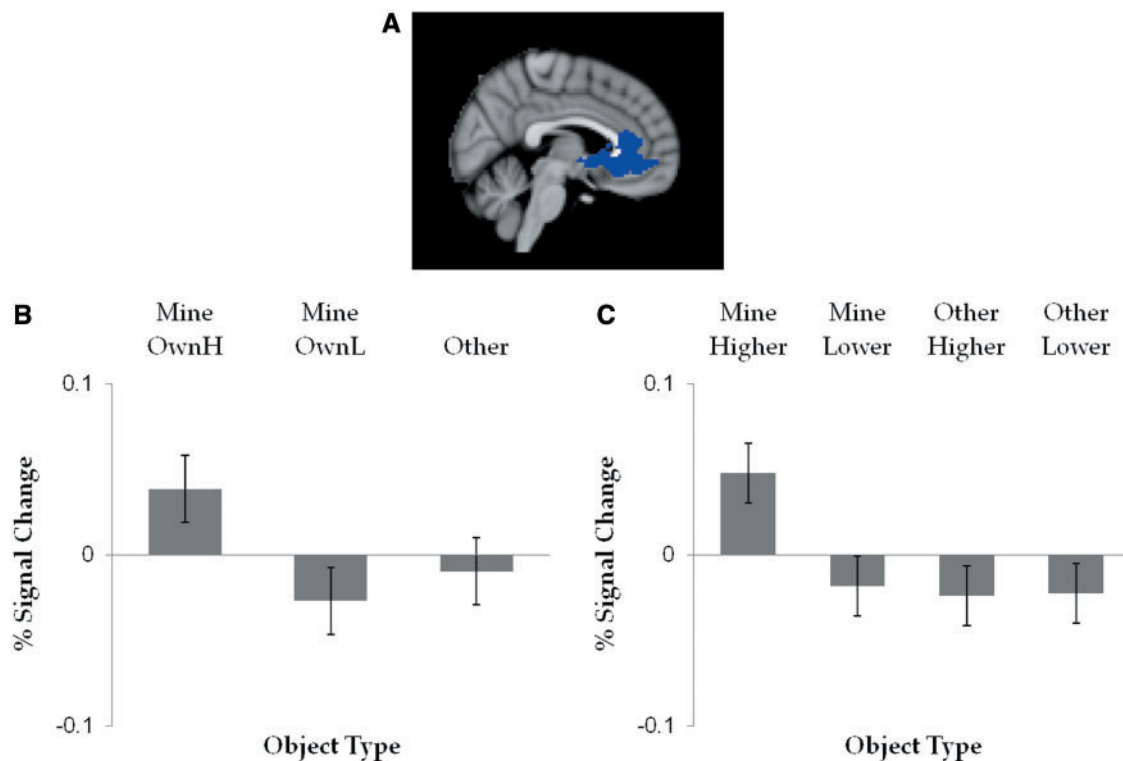 A
B
Mine
OwnH
Mine
OwnL
Other
0.1
0
-0.1
% Signal Change
Object Type
C
Mine
Higher
Mine
Lower
Other
Higher
Other
Lower
0.1
0
-0.1
% Signal Change
Object Type